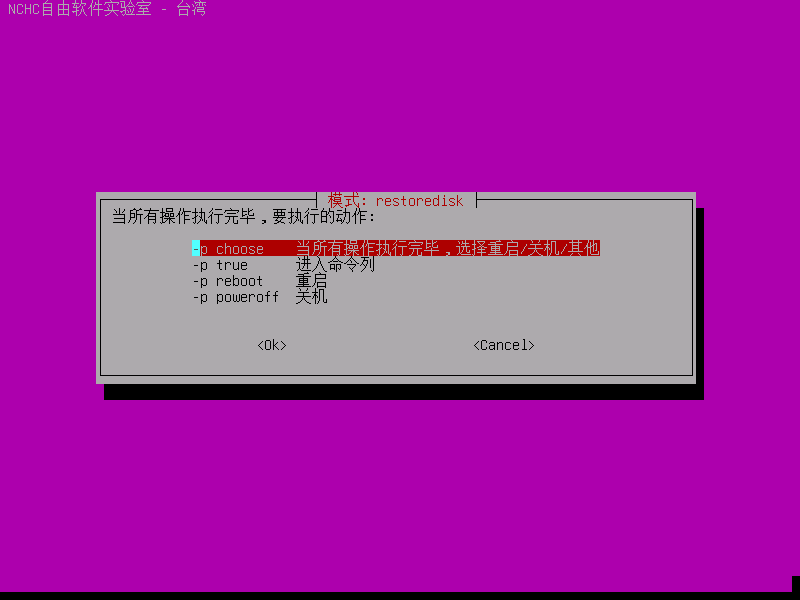 NCHC自由软件实验室 - 台湾
模式: restoredisk
当所有操作执行完毕，要执行的动作:
-p choose 当所有操作执行完毕，选择重启/关机/其他
-p true 进入命令列
-p reboot 重启
-p poweroff 关机
<Ok> <Cancel>